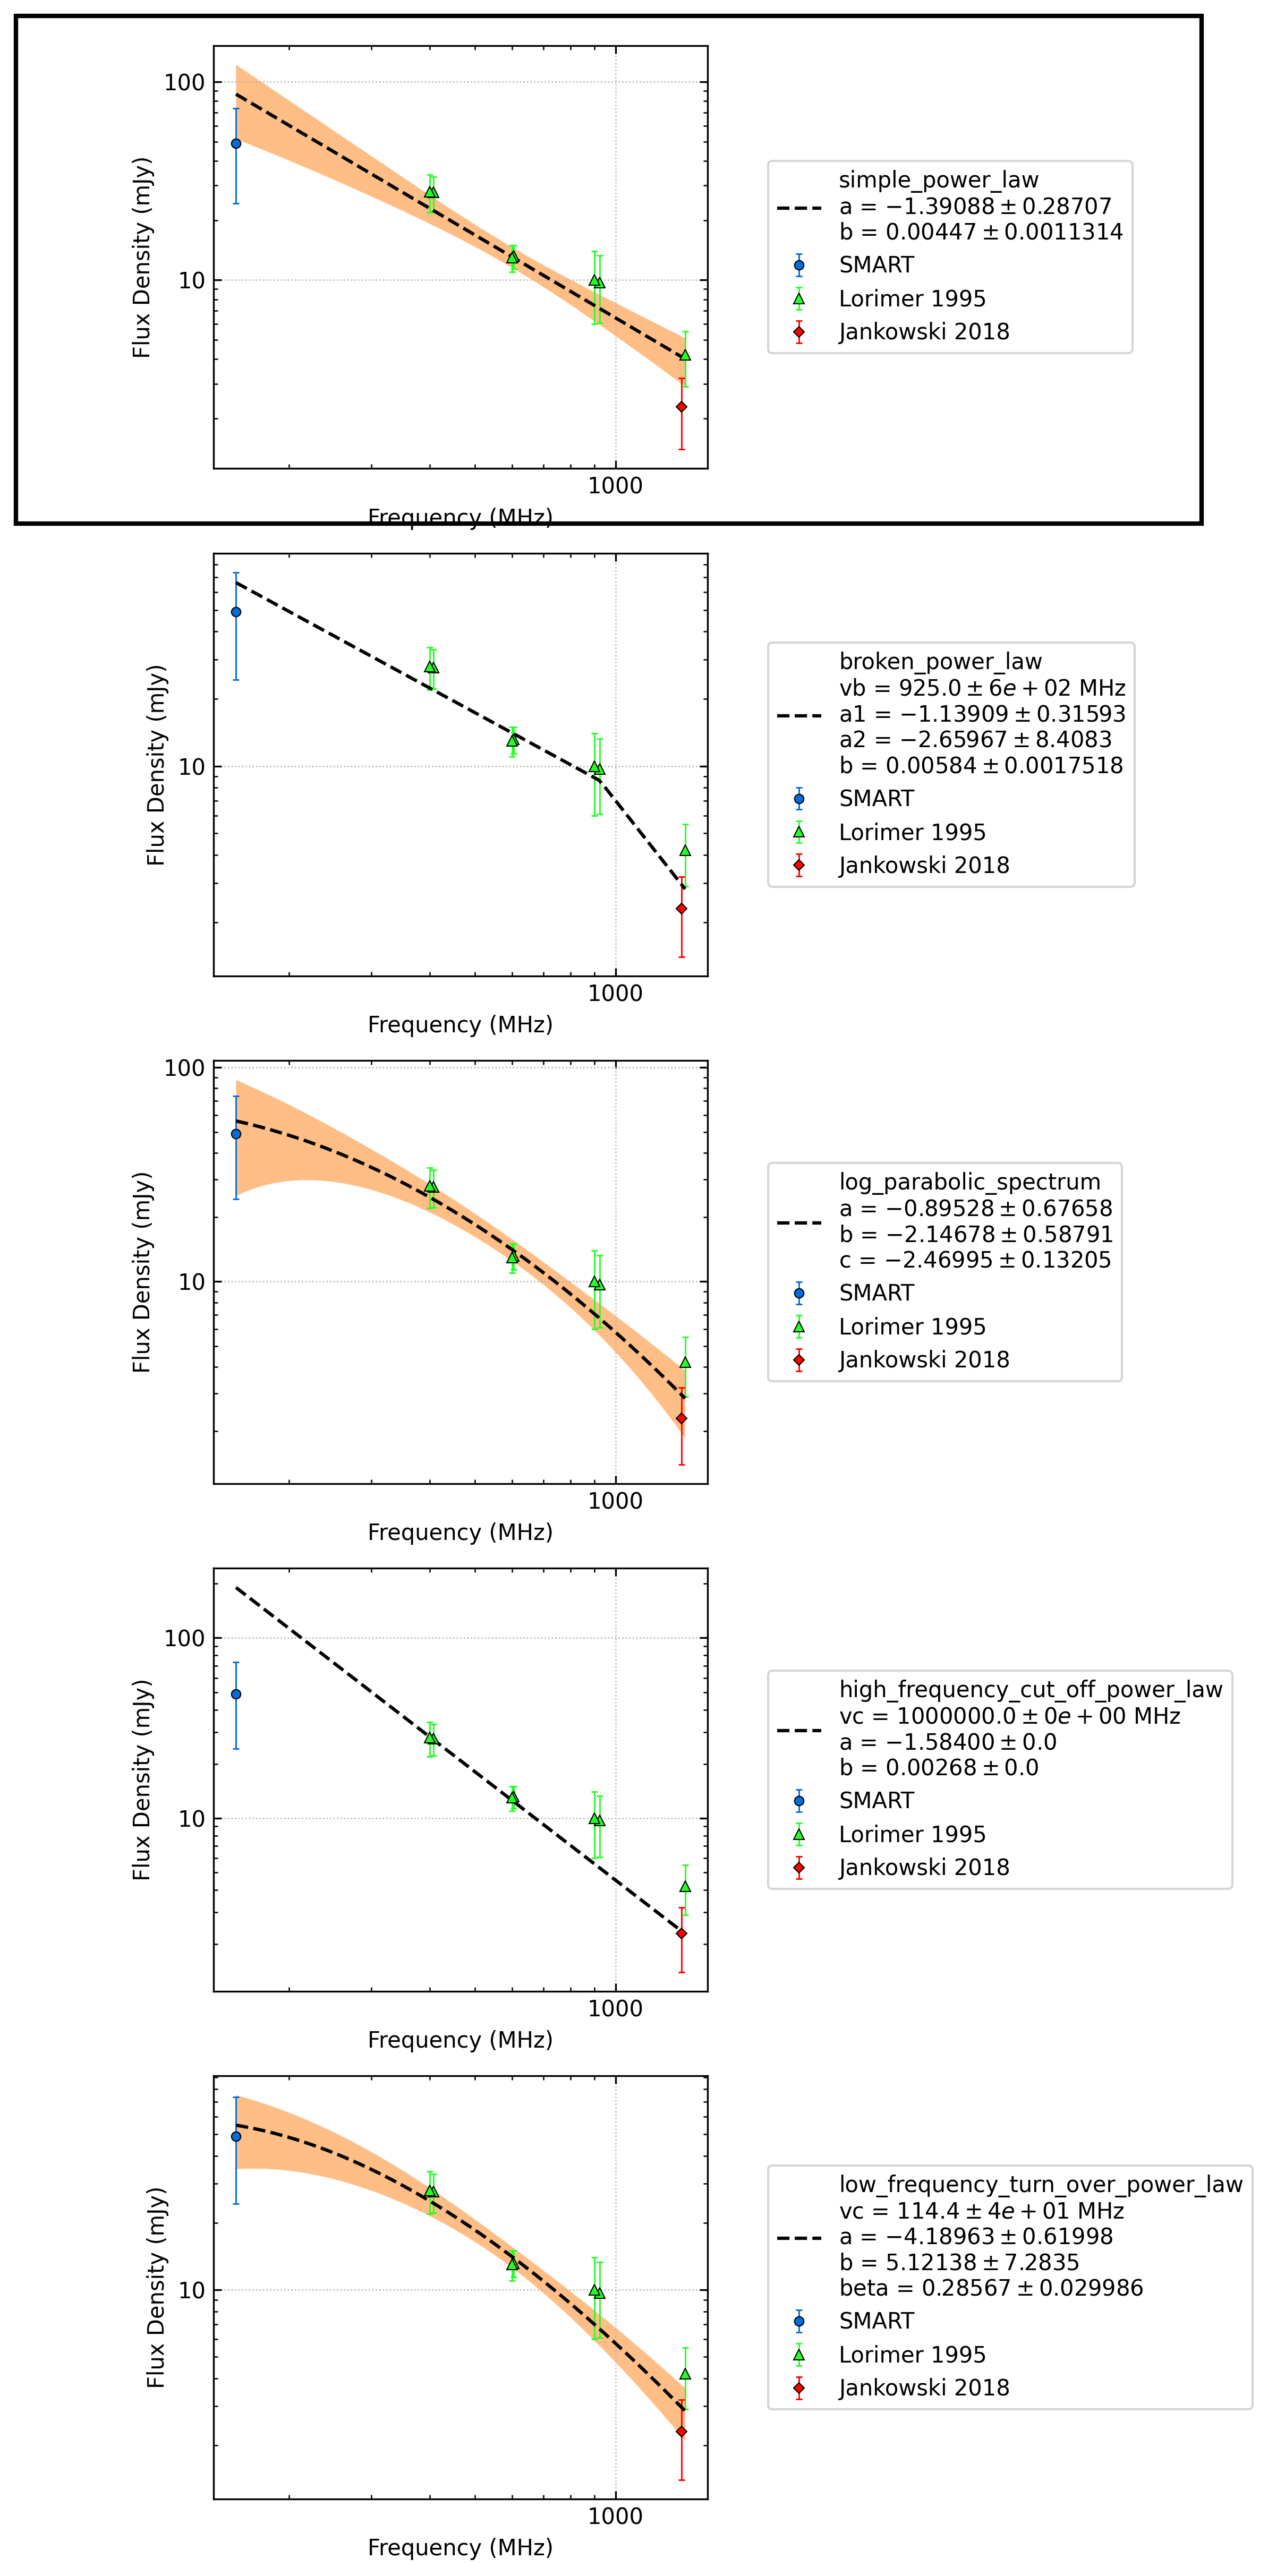 100
10
Flux Density (mJy)
1000
Frequency (MHz)
simple_power_law
a = −1.39088 ± 0.28707
b = 0.00447 ± 0.0011314
SMART
Lorimer 1995
Jankowski 2018
10
Flux Density (mJy)
1000
Frequency (MHz)
broken_power_law
vb = 925.0 ± 6e + 02 MHz
a1 = −1.13909 ± 0.31593
a2 = −2.65967 ± 8.4083
b = 0.00584 ± 0.0017518
SMART
Lorimer 1995
Jankowski 2018
100
10
Flux Density (mJy)
1000
Frequency (MHz)
log_parabolic_spectrum
a = −0.89528 ± 0.67658
b = −2.14678 ± 0.58791
c = −2.46995 ± 0.13205
SMART
Lorimer 1995
Jankowski 2018
100
10
Flux Density (mJy)
1000
Frequency (MHz)
high_frequency_cut_off_power_law
vc = 1000000.0 ± 0e + 00 MHz
a = −1.58400 ± 0.0
b = 0.00268 ± 0.0
SMART
Lorimer 1995
Jankowski 2018
10
Flux Density (mJy)
1000
Frequency (MHz)
low_frequency_turn_over_power_law
vc = 114.4 ± 4e + 01 MHz
a = −4.18963 ± 0.61998
b = 5.12138 ± 7.2835
beta = 0.28567 ± 0.029986
SMART
Lorimer 1995
Jankowski 2018